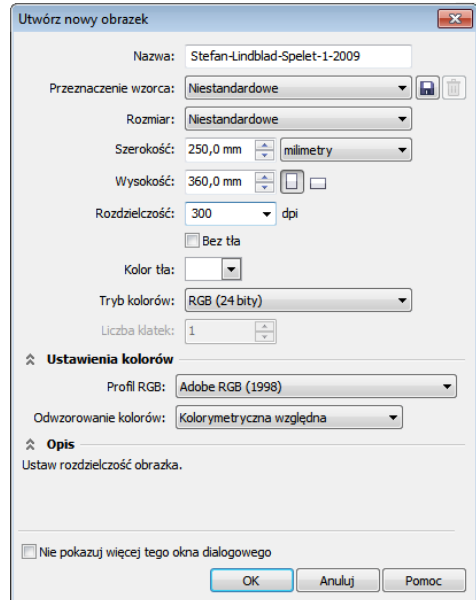 Utwórz nowy obrazek
Nazwa: Stefan-Lindblad-Spelet-1-2009
Przeznaczenie wzorca: Niestandardowe
Rozmiar: Niestandardowe
Szerokość: 250,0 mm milimetry
Wysokość: 360,0 mm
Rozdzielczość: 300 dpi
Bez tła
Kolor tła:
Tryb kolorów: RGB (24 bity)
Liczba klatek: 1
Ustawienia kolorów
Profil RGB: Adobe RGB (1998)
Odwzorowanie kolorów: Kolorymetryczna względna
Opis
Ustaw rozdzielczość obrazka.
Nie pokazuj więcej tego okna dialogowego
OK Anuluj Pomoc